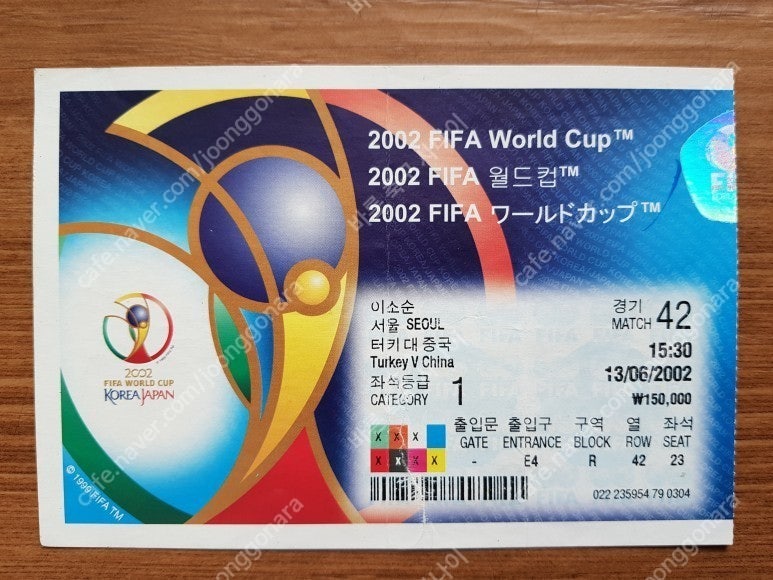 2002 FIFA World Cup™
2002 FIFA 월드컵™
2002 FIFA ワールドカップ™
이소순
서울 SEOUL
터키 대 중국
Turkey V China
좌석등급
CATEGORY 1
경기
MATCH 42
15:30
13/06/2002
₩150,000
출입문 출입구 구역 열 좌석
GATE ENTRANCE BLOCK ROW SEAT
- E4 R 42 23
X X X
X X X X
022 235954 79 0304
2002
FIFA WORLD CUP
KOREA JAPAN
© 1999 FIFA TM
cafe.naver.com/joonggonara